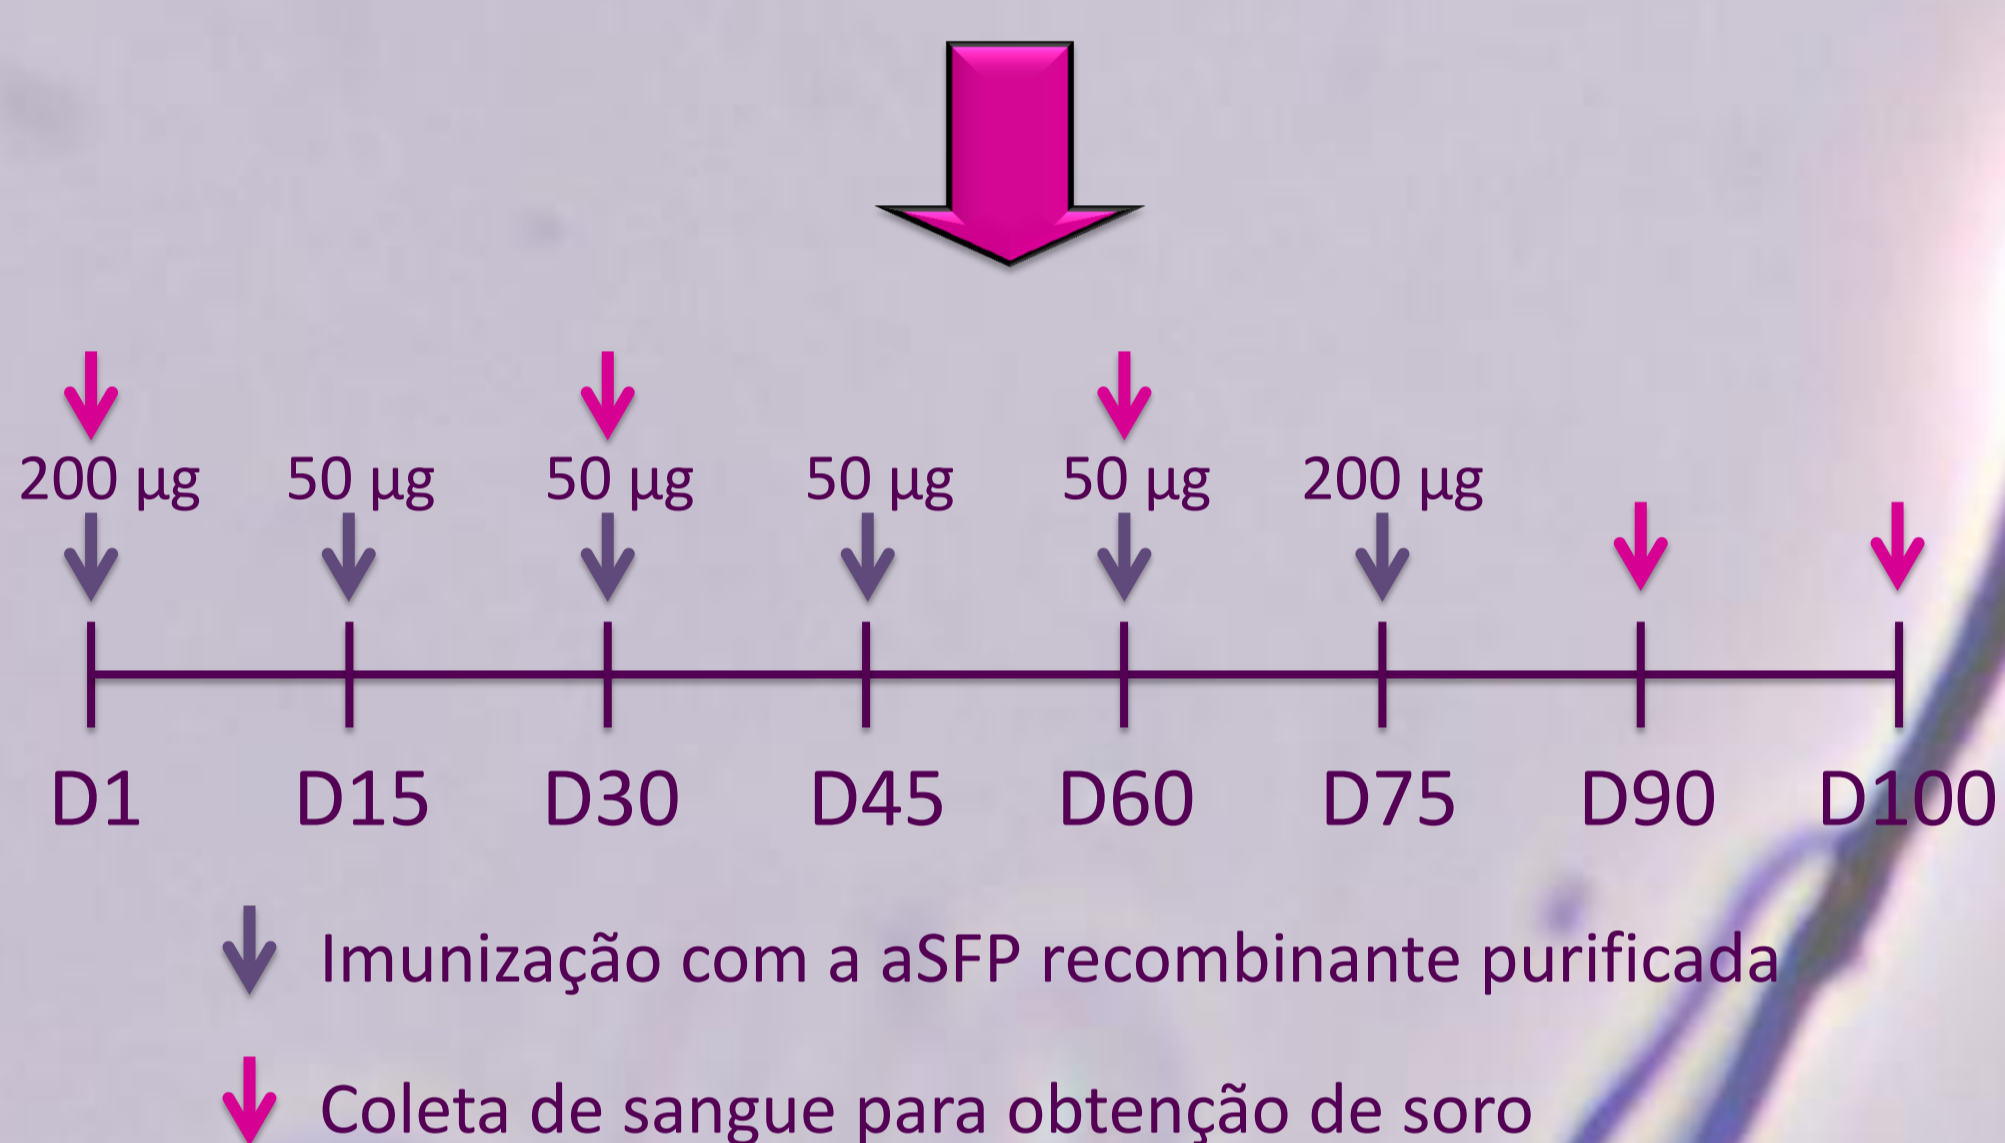 200 µg 50 µg 50 µg 50 µg 50 µg 200 µg
D1 D15 D30 D45 D60 D75 D90 D100
Imunização com a aSFP recombinante purificada
Coleta de sangue para obtenção de soro